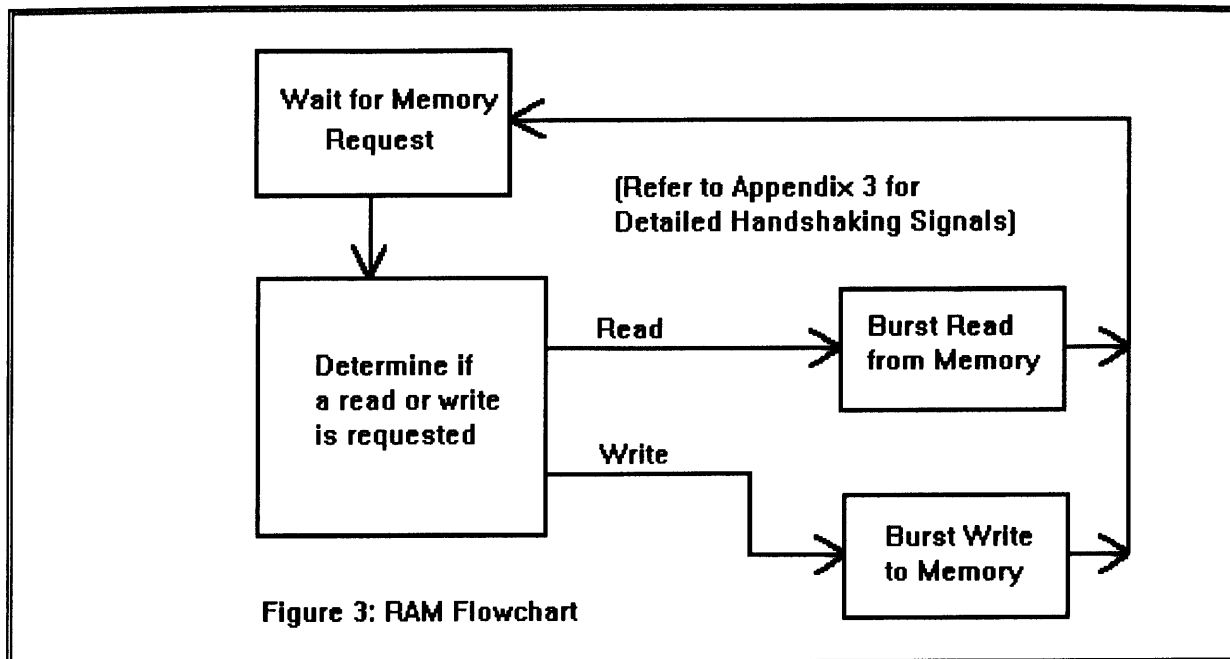 Wait for Memory
Request
(Refer to Appendix 3 for
Detailed Handshaking Signals)
Determine if
a read or write
is requested
Read
Burst Read
from Memory
Write
Burst Write
to Memory
Figure 3: RAM Flowchart